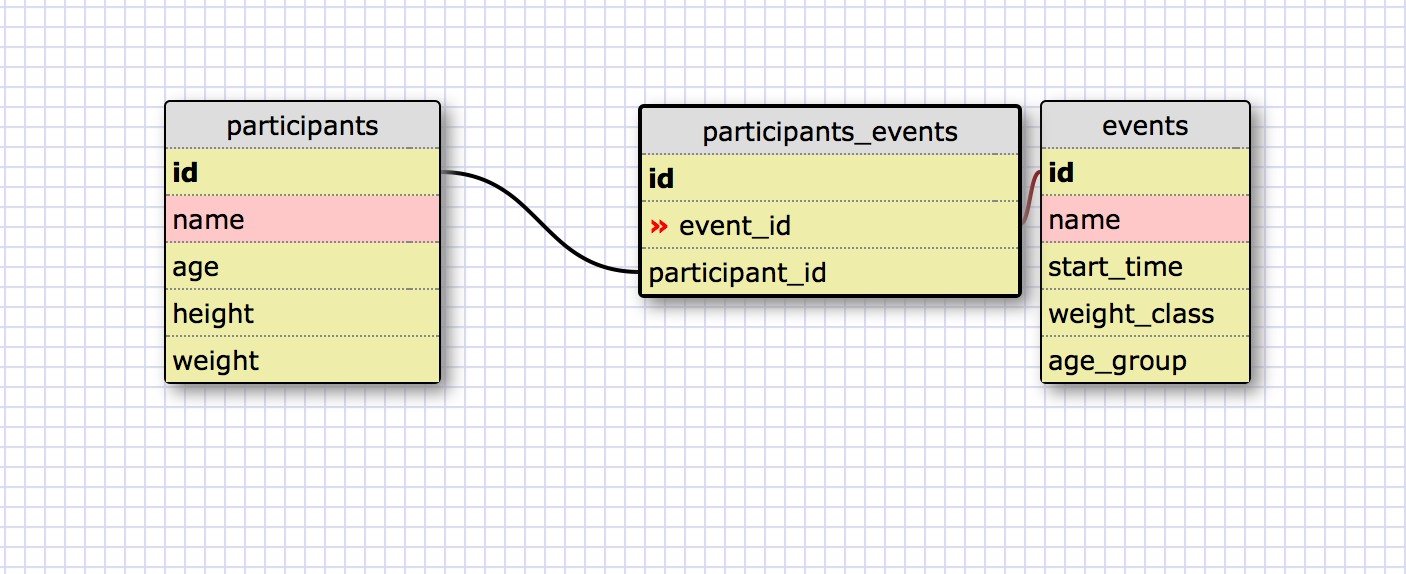 participants
id
name
age
height
weight
participants_events
id
» event_id
participant_id
events
id
name
start_time
weight_class
age_group